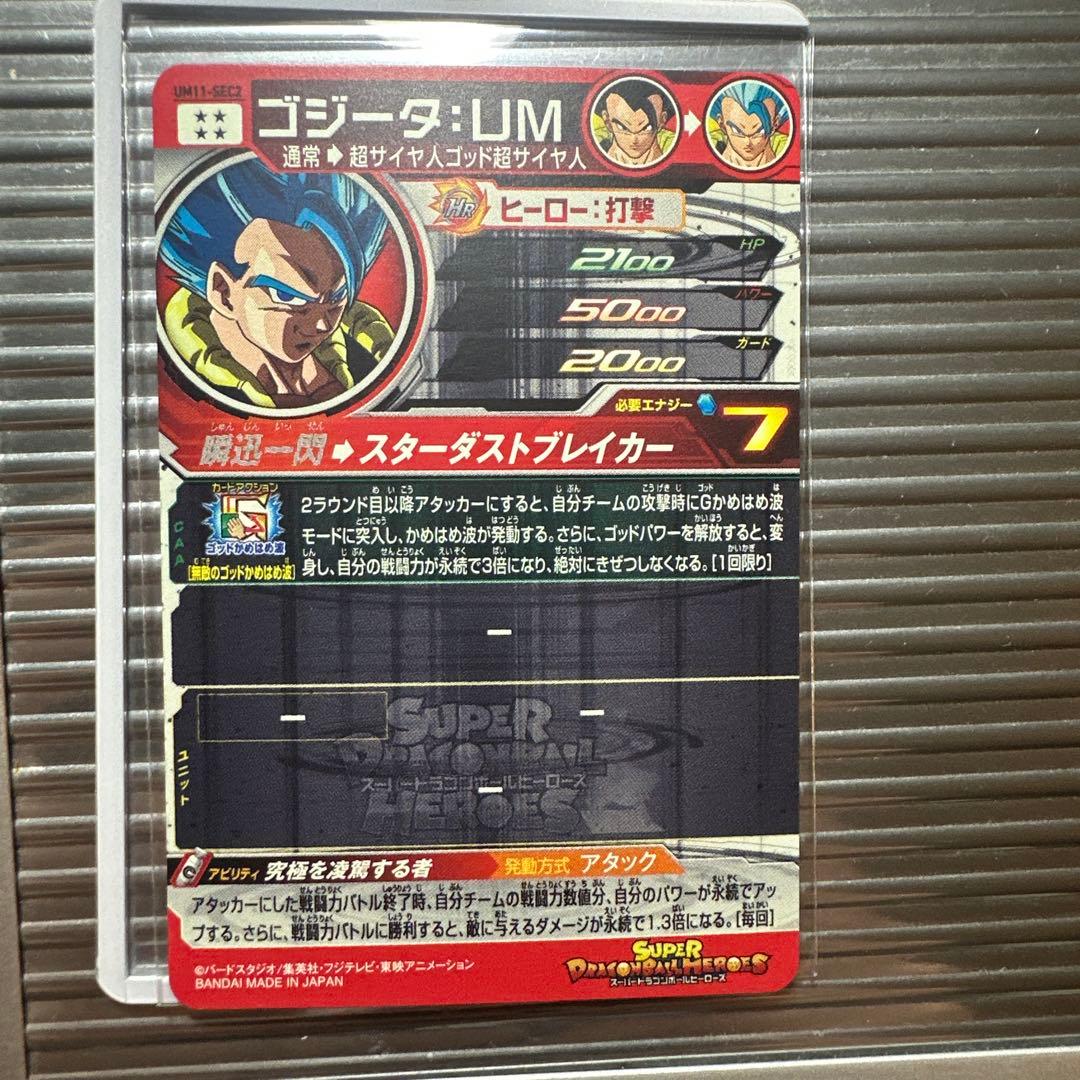 UM11-SEC2
ゴジータ:UM
通常➡超サイヤ人ゴッド超サイヤ人
HR ヒーロー:打撃
HP
2100
パワー
5000
カード
2000
必要エナジー 7
瞬迅一閃➡スターダストブレイカー
カードアクション
ゴッドかめはめ波
[無敵のゴッドかめはめ波]
CAA
2ラウンド目以降アタッカーにすると、自分チームの攻撃時にGかめはめ波
モードに突入し、かめはめ波が発動する。さらに、ゴッドパワーを解放すると、変
身し、自分の戦闘力が永続で3倍になり、絶対にきぜつしなくなる。[1回限り]
ー
ユニット
ー
ー
ー
SUPER
DRAGONBALL
スーパードラゴンボールヒーローズ
HEROES
アビリティ 究極を凌駕する者 発動方式 アタック
アタッカーにした戦闘力バトル終了時、自分チームの戦闘力数値分、自分のパワーが永続でアッ
プする。さらに、戦闘力バトルに勝利すると、敵に与えるダメージが永続で1.3倍になる。[毎回]
©バードスタジオ/集英社・フジテレビ・東映アニメーション
BANDAI MADE IN JAPAN
SUPER
DRAGONBALL HEROES
スーパードラゴンボールヒーローズ